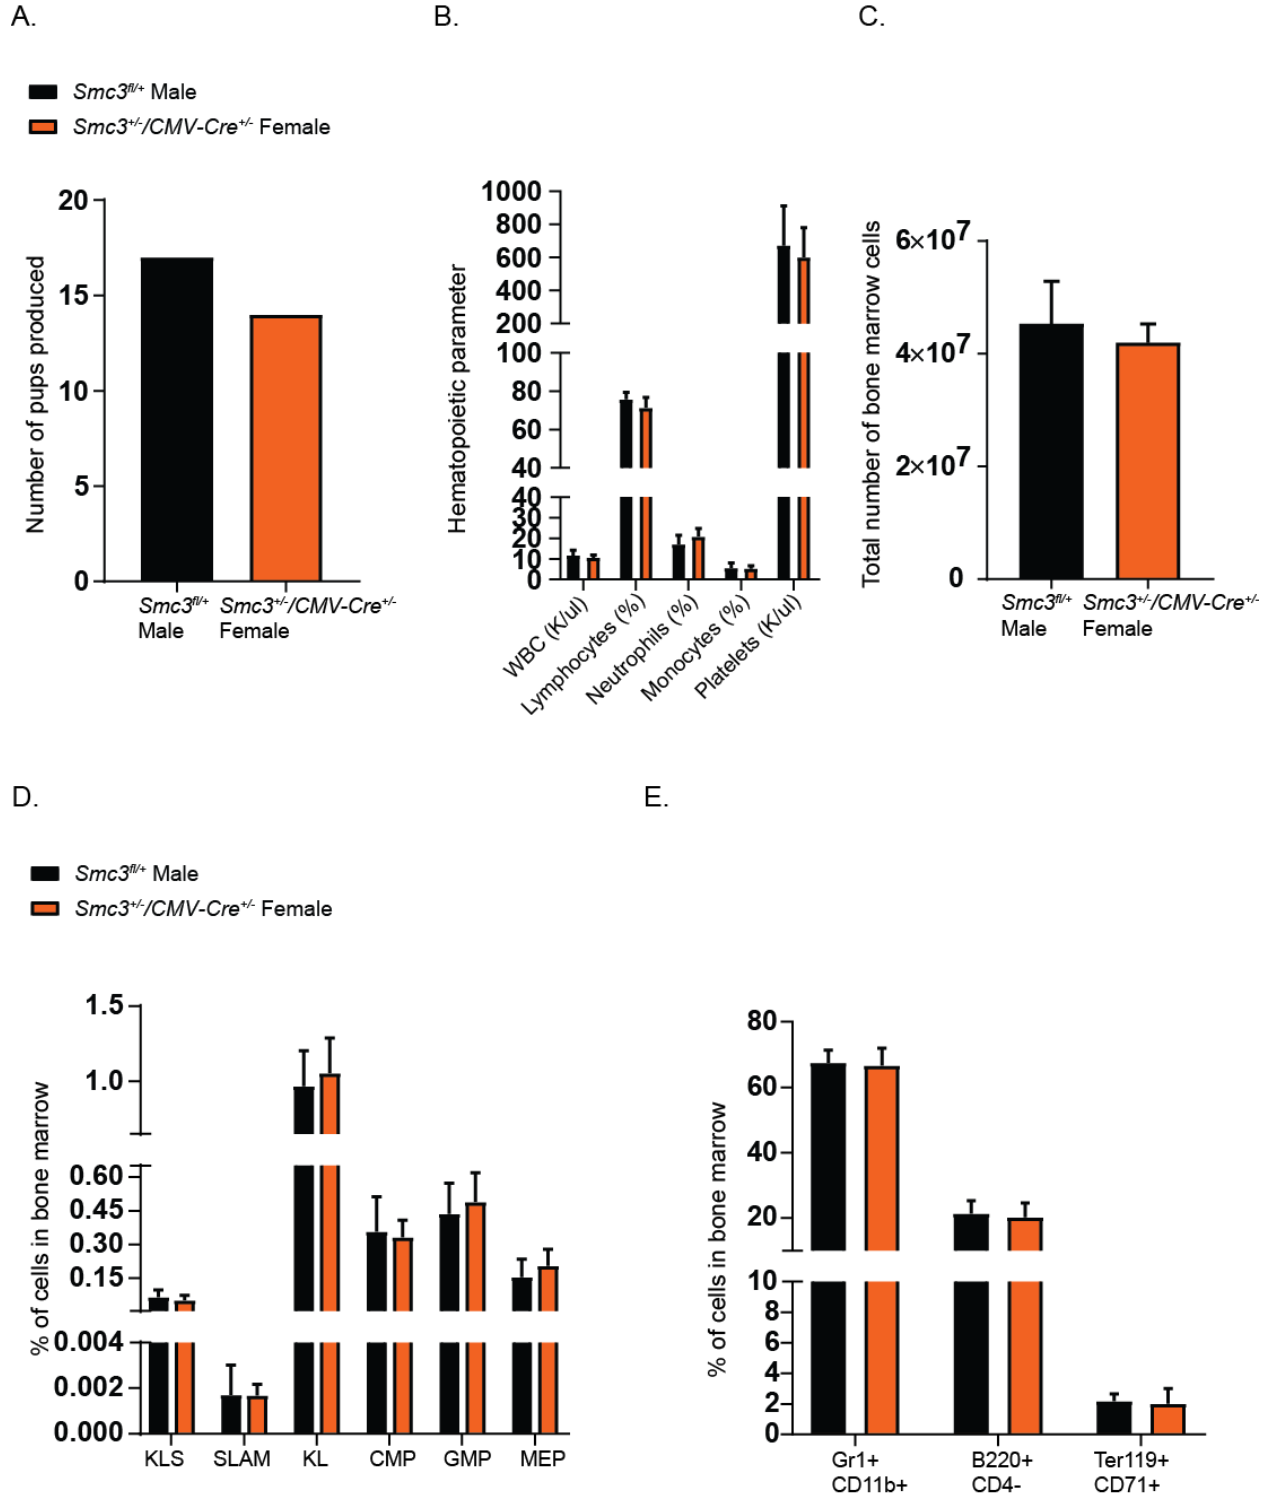 A.
B.
C.
Smc3fl/+ Male
Smc3+/-/CMV-Cre+/- Female
Number of pups produced
20
15
10
5
0
Smc3fl/+ Smc3+/-/CMV-Cre+/-
Male Female
Hematopoietic parameter
1000
800
600
400
200
100
80
60
40
40
30
20
10
0
WBC (K/ul)
Lymphocytes (%)
Neutrophils (%)
Monocytes (%)
Platelets (K/ul)
Total number of bone marrow cells
6×10⁷
4×10⁷
2×10⁷
0
Smc3fl/+ Smc3+/-/CMV-Cre+/-
Male Female
D.
E.
Smc3fl/+ Male
Smc3+/-/CMV-Cre+/- Female
% of cells in bone marrow
1.5
1.0
0.60
0.45
0.30
0.15
0.004
0.002
0.000
KLS SLAM KL CMP GMP MEP
% of cells in bone marrow
80
60
40
20
10
8
6
4
2
0
Gr1+ B220+ Ter119+
CD11b+ CD4- CD71+